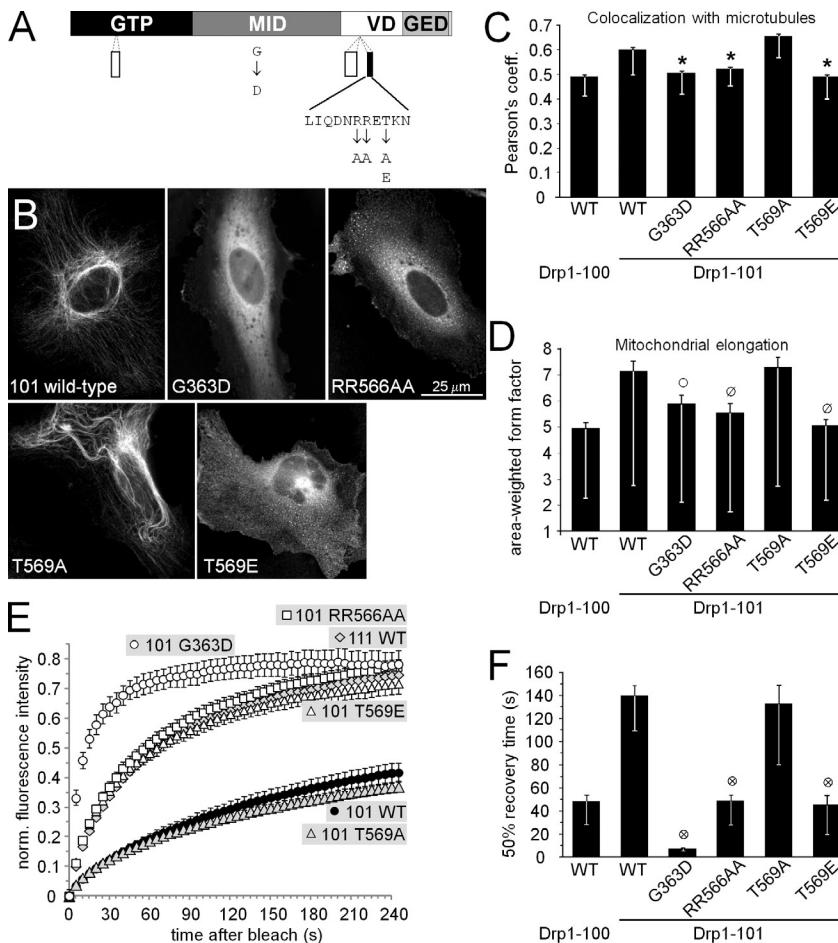 A
GTP MID VD GED
G
↓
D
LIQDNRRETKN
↓↓ ↓
AA A
E
B
101 wild-type
G363D
RR566AA
25 μm
T569A
T569E
C
Colocalization with microtubules
Pearson's coeff.
0.7
0.6
0.5
0.4
0.3
0.2
0.1
0
* * *
WT WT G363D RR566AA T569A T569E
Drp1-100 Drp1-101
D
Mitochondrial elongation
area-weighted form factor
8
7
6
5
4
3
2
1
○ ∅ ∅
WT WT G363D RR566AA T569A T569E
Drp1-100 Drp1-101
E
norm. fluorescence intensity
0.8
0.7
0.6
0.5
0.4
0.3
0.2
0.1
0
101 G363D
101 RR566AA
111 WT
101 T569E
101 WT
101 T569A
0 30 60 90 120 150 180 210 240
time after bleach (s)
F
50% recovery time (s)
160
140
120
100
80
60
40
20
0
⊗ ⊗ ⊗
WT WT G363D RR566AA T569A T569E
Drp1-100 Drp1-101